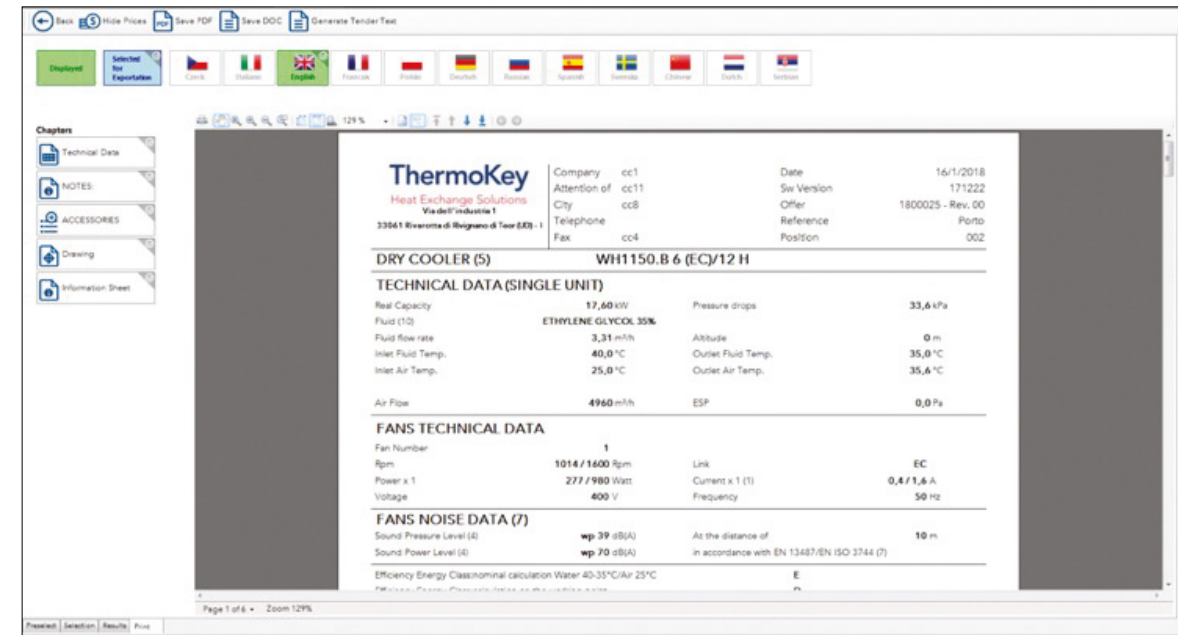 Back Hide Prices Save PDF Save DOC Generate Tender Text
Displayed
Selected for Exportation
Czech Italiano English Francais Polski Deutsch Russian Spanish Svenska Chinese Dutch Serbian
129 %
Chapters
Technical Data
NOTES:
ACCESSORIES
Drawing
Information Sheet
ThermoKey
Heat Exchange Solutions
Via dell'industria 1
33061 Rivarotta di Rivignano di Teor (UD) - I
Company cc1 Date 16/1/2018
Attention of cc11 Sw Version 171222
City cc8 Offer 1800025 - Rev. 00
Telephone Reference Porto
Fax cc4 Position 002
DRY COOLER (5) WH1150.B 6 (EC)/12 H
TECHNICAL DATA (SINGLE UNIT)
Real Capacity 17,60 kW Pressure drops 33,6 kPa
Fluid (10) ETHYLENE GLYCOL 35%
Fluid flow rate 3,31 m³/h Altitude 0 m
Inlet Fluid Temp. 40,0 °C Outlet Fluid Temp. 35,0 °C
Inlet Air Temp. 25,0 °C Outlet Air Temp. 35,6 °C
Air Flow 4960 m³/h ESP 0,0 Pa
FANS TECHNICAL DATA
Fan Number 1
Rpm 1014 / 1600 Rpm Link EC
Power x 1 277 / 980 Watt Current x 1 (1) 0,4 / 1,6 A
Voltage 400 V Frequency 50 Hz
FANS NOISE DATA (7)
Sound Pressure Level (4) wp 39 dB(A) At the distance of 10 m
Sound Power Level (4) wp 70 dB(A) in accordance with EN 13487/EN ISO 3744 (7)
Efficiency Energy Class:nominal calculation Water 40-35°C/Air 25°C E
Page 1 of 6 Zoom 129%
Preselect Selection Results Print